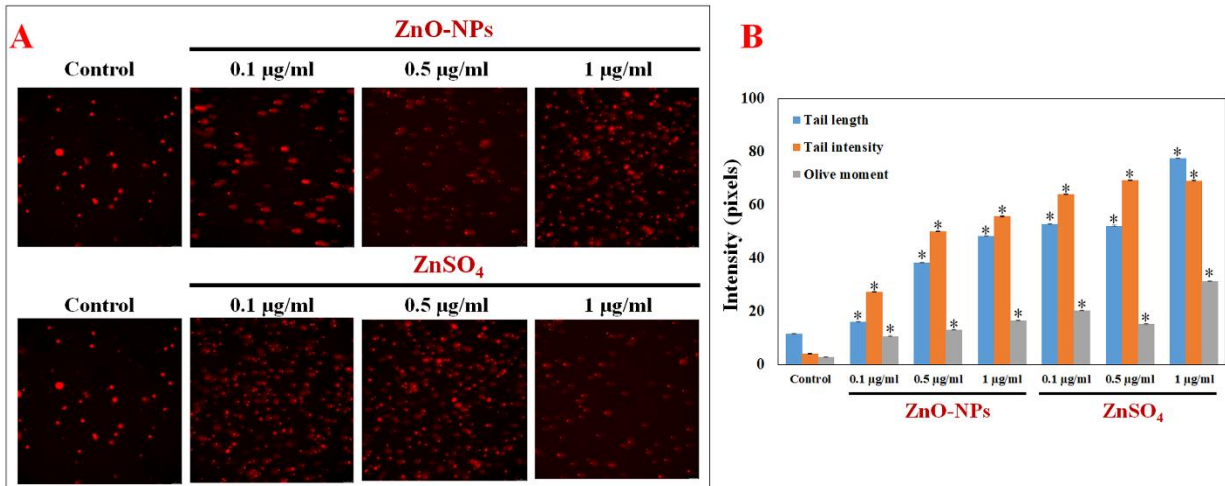 A
ZnO-NPs
Control 0.1 µg/ml 0.5 µg/ml 1 µg/ml
ZnSO₄
Control 0.1 µg/ml 0.5 µg/ml 1 µg/ml
B
Intensity (pixels)
100
80
60
40
20
0
Tail length
Tail intensity
Olive moment
* * * * * * * * * * * * * * * * * *
Control 0.1 µg/ml 0.5 µg/ml 1 µg/ml 0.1 µg/ml 0.5 µg/ml 1 µg/ml
ZnO-NPs ZnSO₄